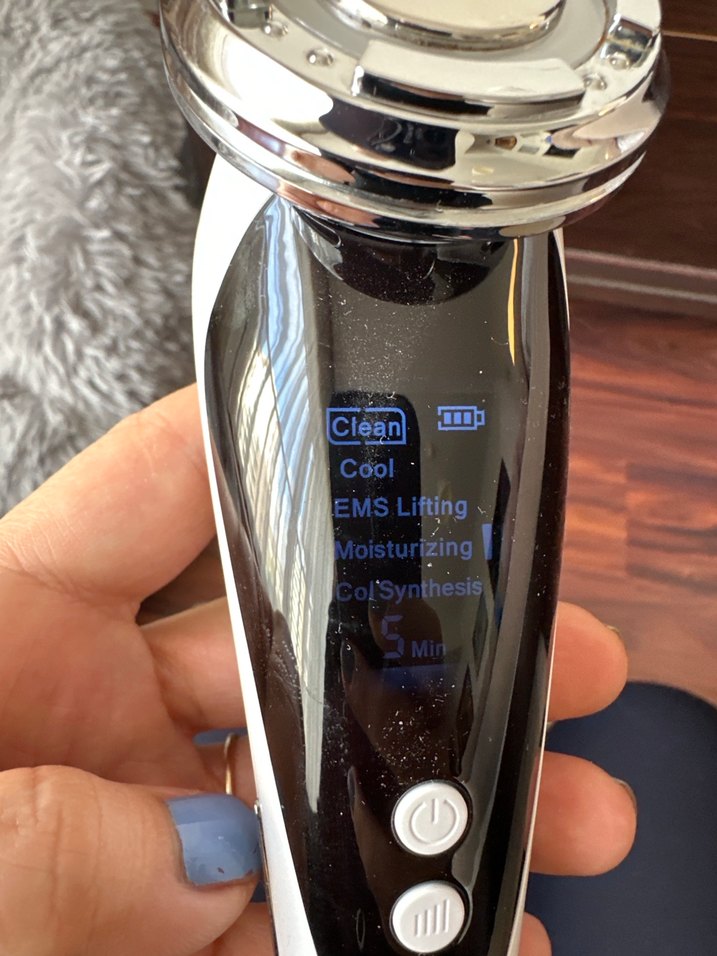 Clean
Cool
EMS Lifting
Moisturizing
Col Synthesis
5 Min